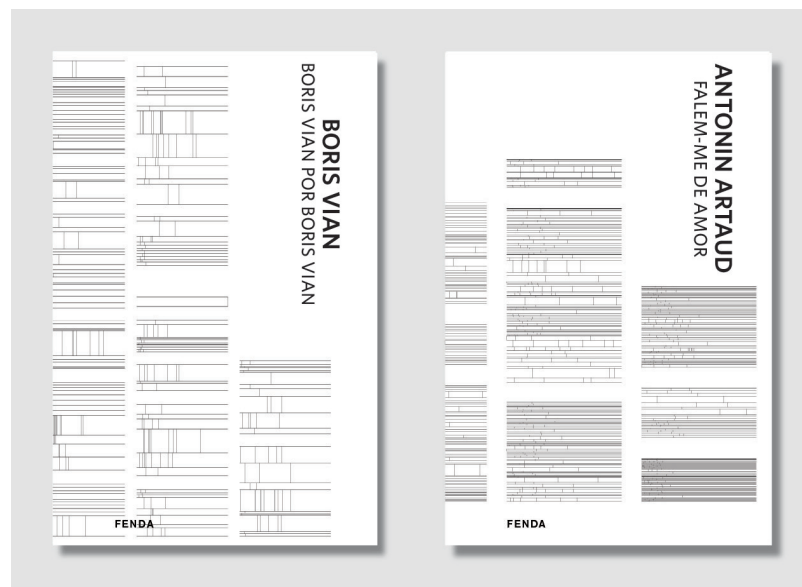 BORIS VIAN
BORIS VIAN POR BORIS VIAN
FENDA
ANTONIN ARTAUD
FALEM-ME DE AMOR
FENDA